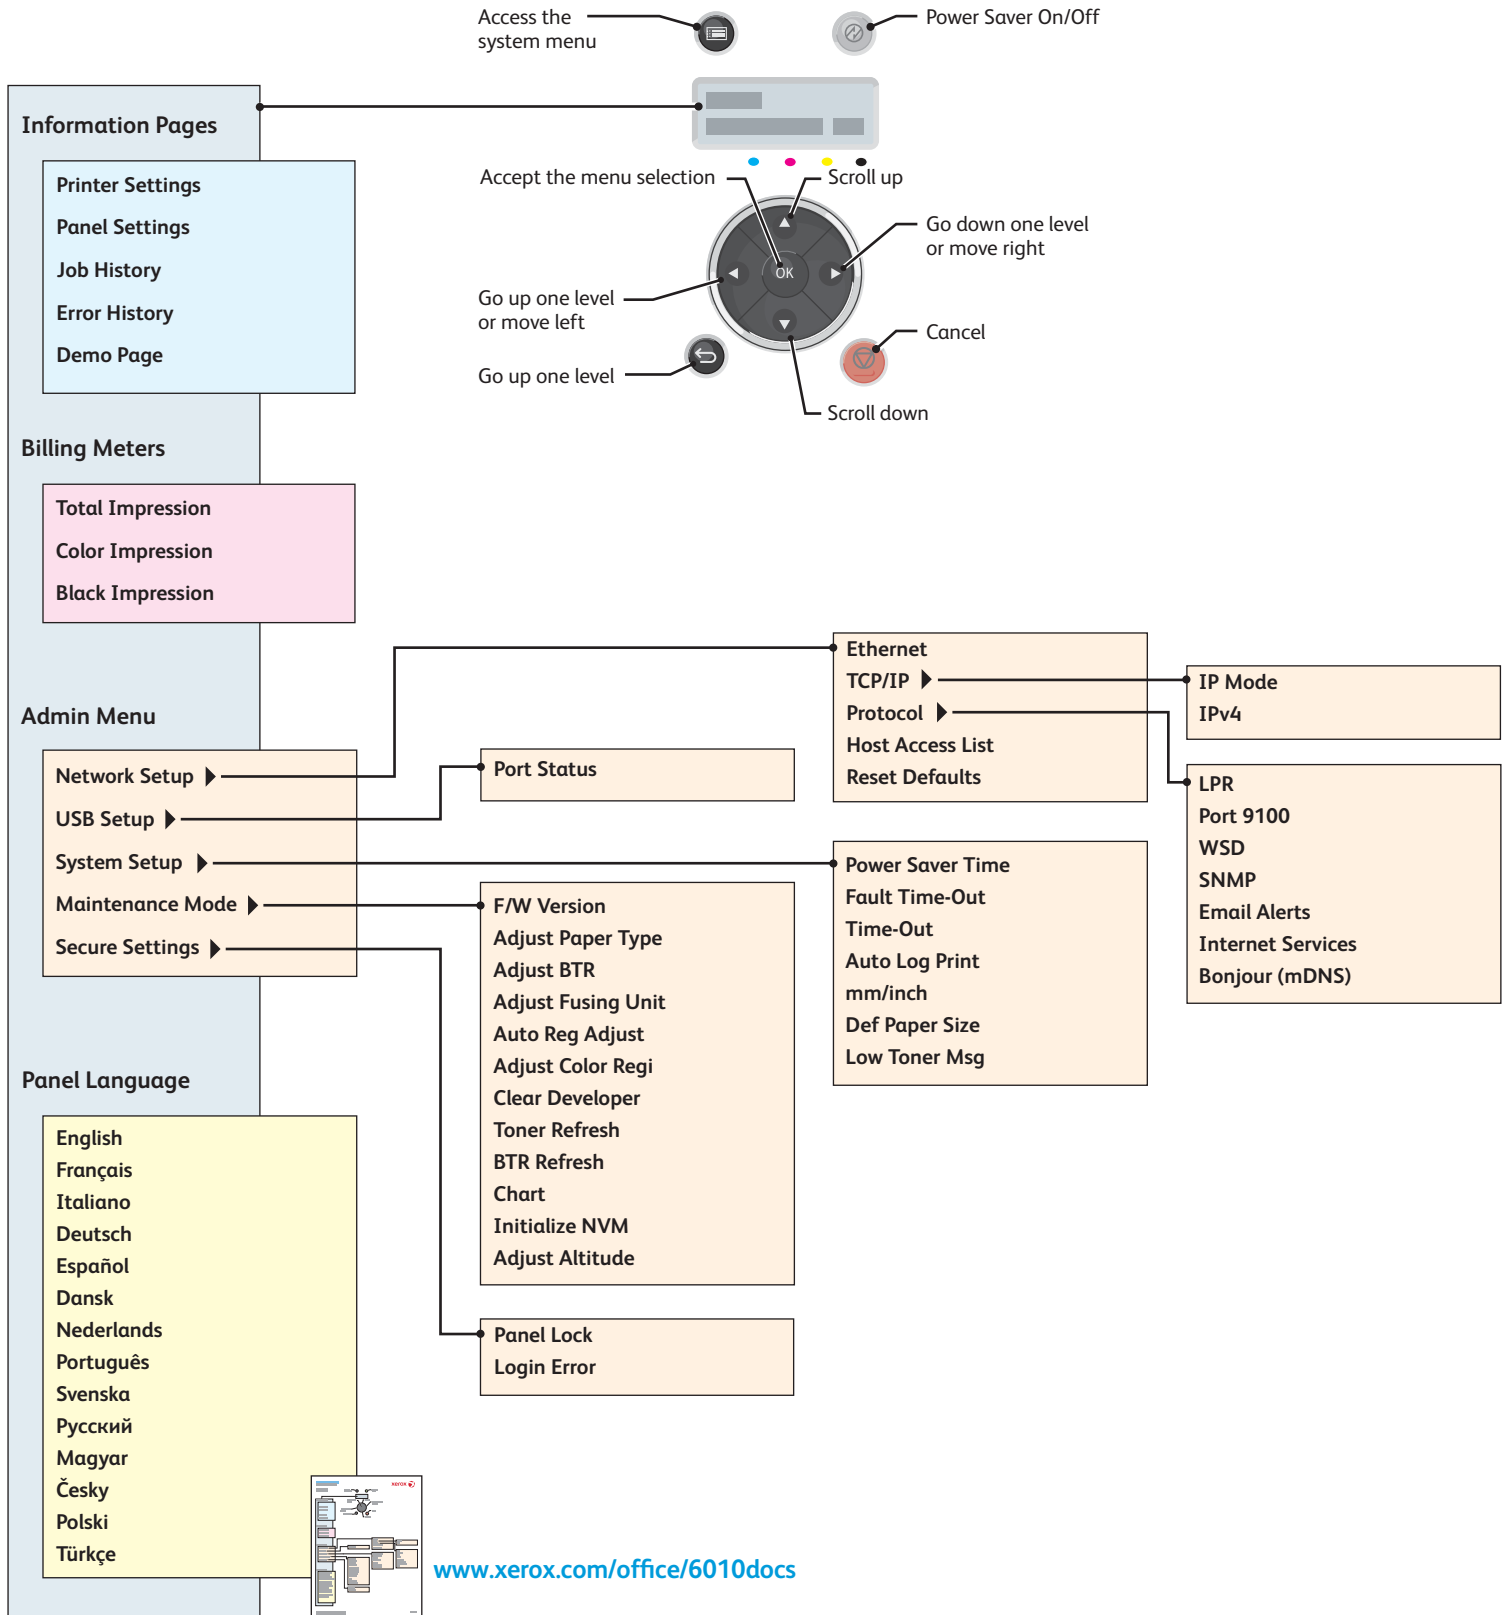 Access the
system menu
Power Saver On/Off
Accept the menu selection
Scroll up
Go down one level
or move right
OK
Go up one level
or move left
Cancel
Go up one level
Scroll down
Information Pages
Printer Settings
Panel Settings
Job History
Error History
Demo Page
Billing Meters
Total Impression
Color Impression
Black Impression
Admin Menu
Network Setup
USB Setup
System Setup
Maintenance Mode
Secure Settings
Ethernet
TCP/IP
Protocol
Host Access List
Reset Defaults
IP Mode
IPv4
LPR
Port 9100
WSD
SNMP
Email Alerts
Internet Services
Bonjour (mDNS)
Port Status
Power Saver Time
Fault Time-Out
Time-Out
Auto Log Print
mm/inch
Def Paper Size
Low Toner Msg
F/W Version
Adjust Paper Type
Adjust BTR
Adjust Fusing Unit
Auto Reg Adjust
Adjust Color Regi
Clear Developer
Toner Refresh
BTR Refresh
Chart
Initialize NVM
Adjust Altitude
Panel Lock
Login Error
Panel Language
English
Français
Italiano
Deutsch
Español
Dansk
Nederlands
Português
Svenska
Русский
Magyar
Česky
Polski
Türkçe
xerox
www.xerox.com/office/6010docs